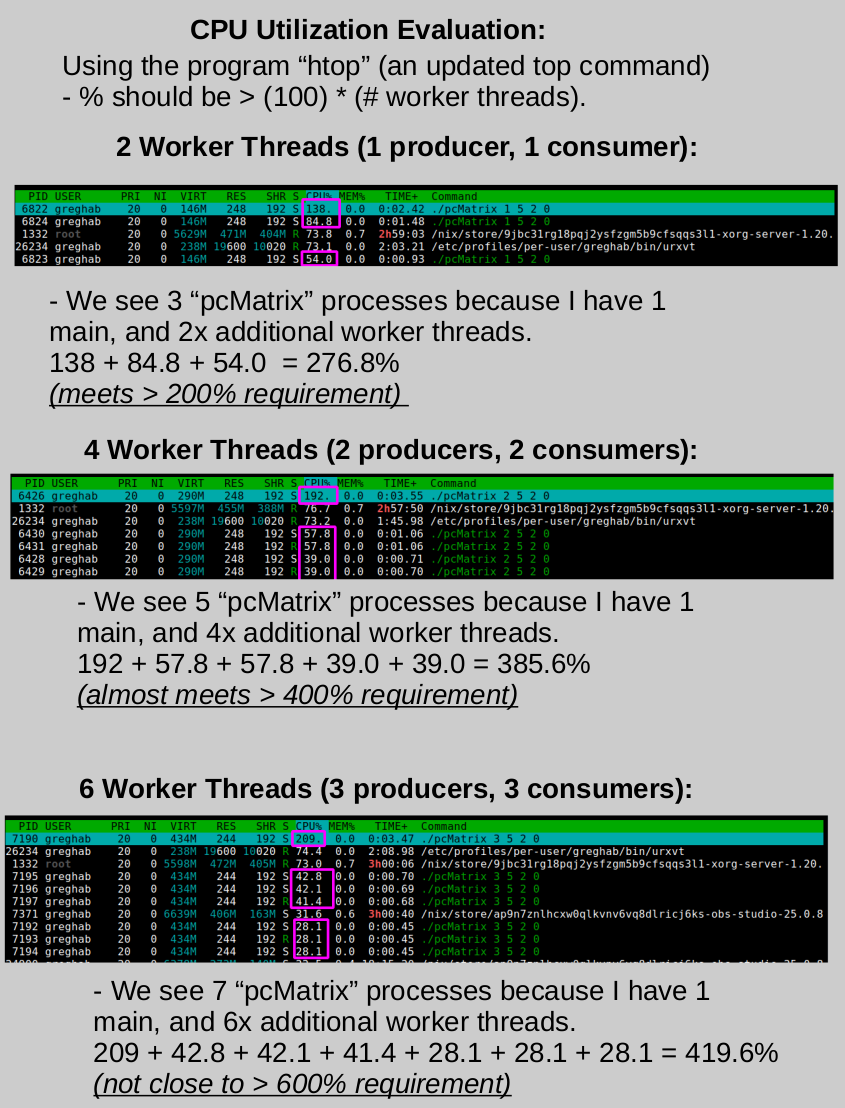 CPU Utilization Evaluation:
Using the program “htop” (an updated top command)
- % should be > (100) * (# worker threads).
2 Worker Threads (1 producer, 1 consumer):
PID USER PRI NI VIRT RES SHR S CPU% MEM% TIME+ Command
6822 greghab 20 0 146M 248 192 S 138. 0.0 0:02.42 ./pcMatrix 1 5 2 0
6824 greghab 20 0 146M 248 192 S 84.8 0.0 0:01.48 ./pcMatrix 1 5 2 0
1332 root 20 0 5629M 471M 404M R 73.8 0.7 2h59:03 /nix/store/9jbc31rg18pqj2ysfzgm5b9cfsqqs3l1-xorg-server-1.20.
26234 greghab 20 0 238M 19600 10020 R 73.1 0.0 2:03.21 /etc/profiles/per-user/greghab/bin/urxvt
6823 greghab 20 0 146M 248 192 S 54.0 0.0 0:00.93 ./pcMatrix 1 5 2 0
- We see 3 “pcMatrix” processes because I have 1
main, and 2x additional worker threads.
138 + 84.8 + 54.0 = 276.8%
(meets > 200% requirement)
4 Worker Threads (2 producers, 2 consumers):
PID USER PRI NI VIRT RES SHR S CPU% MEM% TIME+ Command
6426 greghab 20 0 290M 248 192 S 192. 0.0 0:03.55 ./pcMatrix 2 5 2 0
1332 root 20 0 5597M 455M 388M R 76.7 0.7 2h57:50 /nix/store/9jbc31rg18pqj2ysfzgm5b9cfsqqs3l1-xorg-server-1.20.
26234 greghab 20 0 238M 19600 10020 R 73.2 0.0 1:45.98 /etc/profiles/per-user/greghab/bin/urxvt
6430 greghab 20 0 290M 248 192 S 57.8 0.0 0:01.06 ./pcMatrix 2 5 2 0
6431 greghab 20 0 290M 248 192 R 57.8 0.0 0:01.06 ./pcMatrix 2 5 2 0
6428 greghab 20 0 290M 248 192 S 39.0 0.0 0:00.71 ./pcMatrix 2 5 2 0
6429 greghab 20 0 290M 248 192 R 39.0 0.0 0:00.70 ./pcMatrix 2 5 2 0
- We see 5 “pcMatrix” processes because I have 1
main, and 4x additional worker threads.
192 + 57.8 + 57.8 + 39.0 + 39.0 = 385.6%
(almost meets > 400% requirement)
6 Worker Threads (3 producers, 3 consumers):
PID USER PRI NI VIRT RES SHR S CPU% MEM% TIME+ Command
7190 greghab 20 0 434M 244 192 S 209. 0.0 0:03.47 ./pcMatrix 3 5 2 0
26234 greghab 20 0 238M 19600 10020 R 74.4 0.0 2:08.98 /etc/profiles/per-user/greghab/bin/urxvt
1332 root 20 0 5598M 472M 405M R 73.0 0.7 3h00:06 /nix/store/9jbc31rg18pqj2ysfzgm5b9cfsqqs3l1-xorg-server-1.20.
7195 greghab 20 0 434M 244 192 S 42.8 0.0 0:00.70 ./pcMatrix 3 5 2 0
7196 greghab 20 0 434M 244 192 S 42.1 0.0 0:00.69 ./pcMatrix 3 5 2 0
7197 greghab 20 0 434M 244 192 R 41.4 0.0 0:00.68 ./pcMatrix 3 5 2 0
7371 greghab 20 0 6639M 406M 163M S 31.6 0.6 3h00:40 /nix/store/ap9n7znlhcxw0qlkvnv6vq8dlricj6ks-obs-studio-25.0.8
7192 greghab 20 0 434M 244 192 S 28.1 0.0 0:00.45 ./pcMatrix 3 5 2 0
7193 greghab 20 0 434M 244 192 R 28.1 0.0 0:00.45 ./pcMatrix 3 5 2 0
7194 greghab 20 0 434M 244 192 S 28.1 0.0 0:00.45 ./pcMatrix 3 5 2 0
- We see 7 “pcMatrix” processes because I have 1
main, and 6x additional worker threads.
209 + 42.8 + 42.1 + 41.4 + 28.1 + 28.1 + 28.1 = 419.6%
(not close to > 600% requirement)